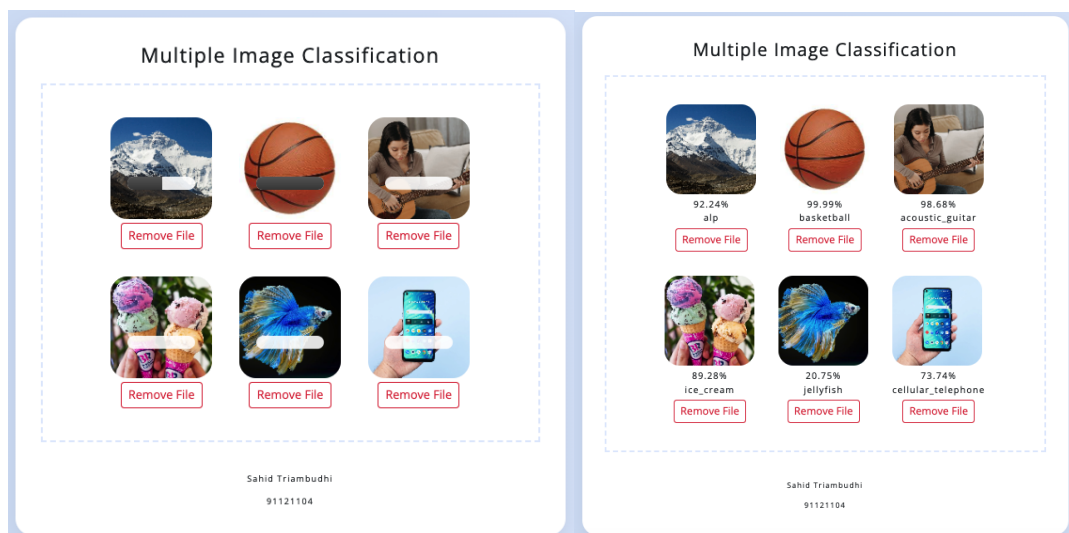 Multiple Image Classification
Remove File
Remove File
Remove File
Remove File
Remove File
Remove File
Sahid Triambudhi
91121104
Multiple Image Classification
92.24%
alp
Remove File
99.99%
basketball
Remove File
98.68%
acoustic_guitar
Remove File
89.28%
ice_cream
Remove File
20.75%
jellyfish
Remove File
73.74%
cellular_telephone
Remove File
Sahid Triambudhi
91121104